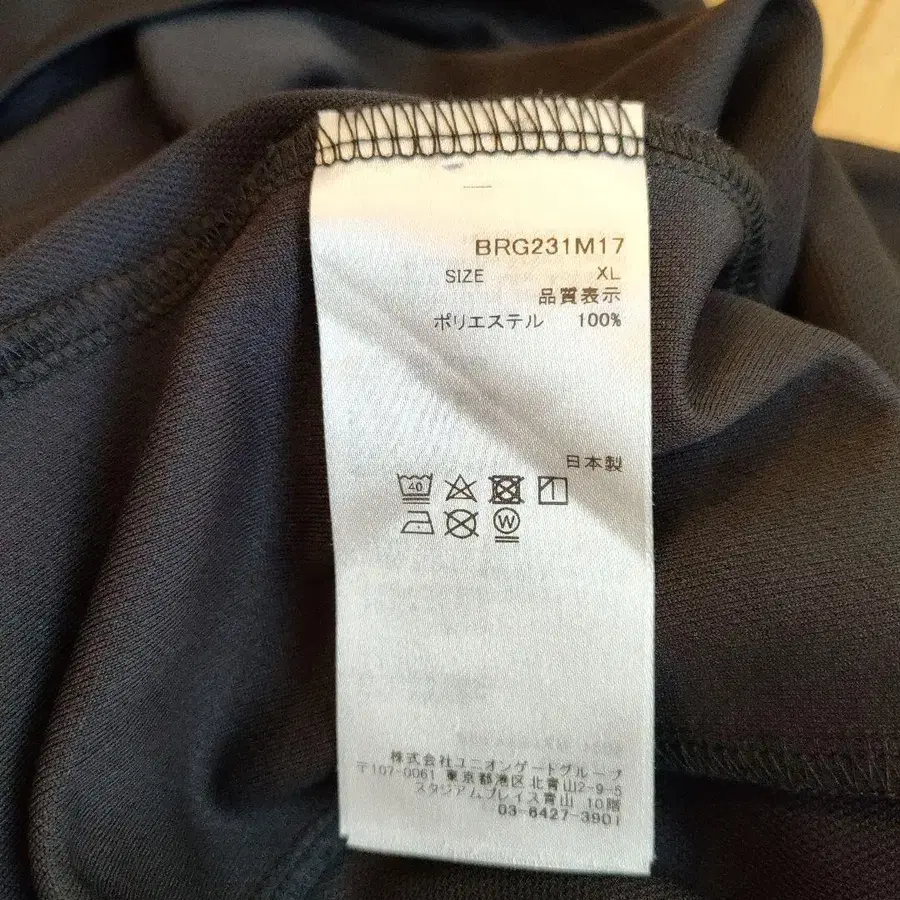 BRG231M17
SIZE XL
品質表示
ポリエステル 100%
日本製
40
W
株式会社ユニオンゲートグループ
〒107-0061 東京都港区北青山2-9-5
スタジアムプレイス青山 10階
03-6427-3901